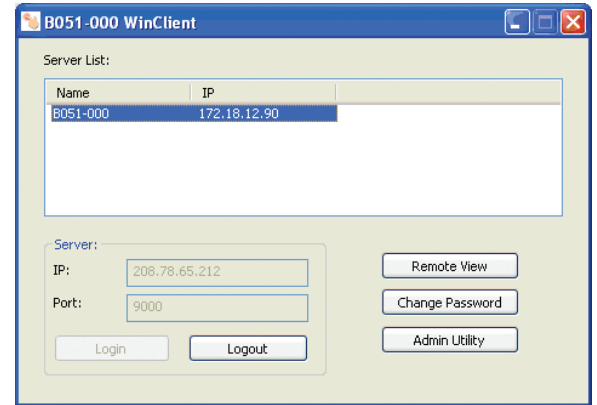 B051-000 WinClient
Server List:
Name IP
B051-000 172.18.12.90
Server:
IP: 208.78.65.212
Port: 9000
Login Logout
Remote View
Change Password
Admin Utility